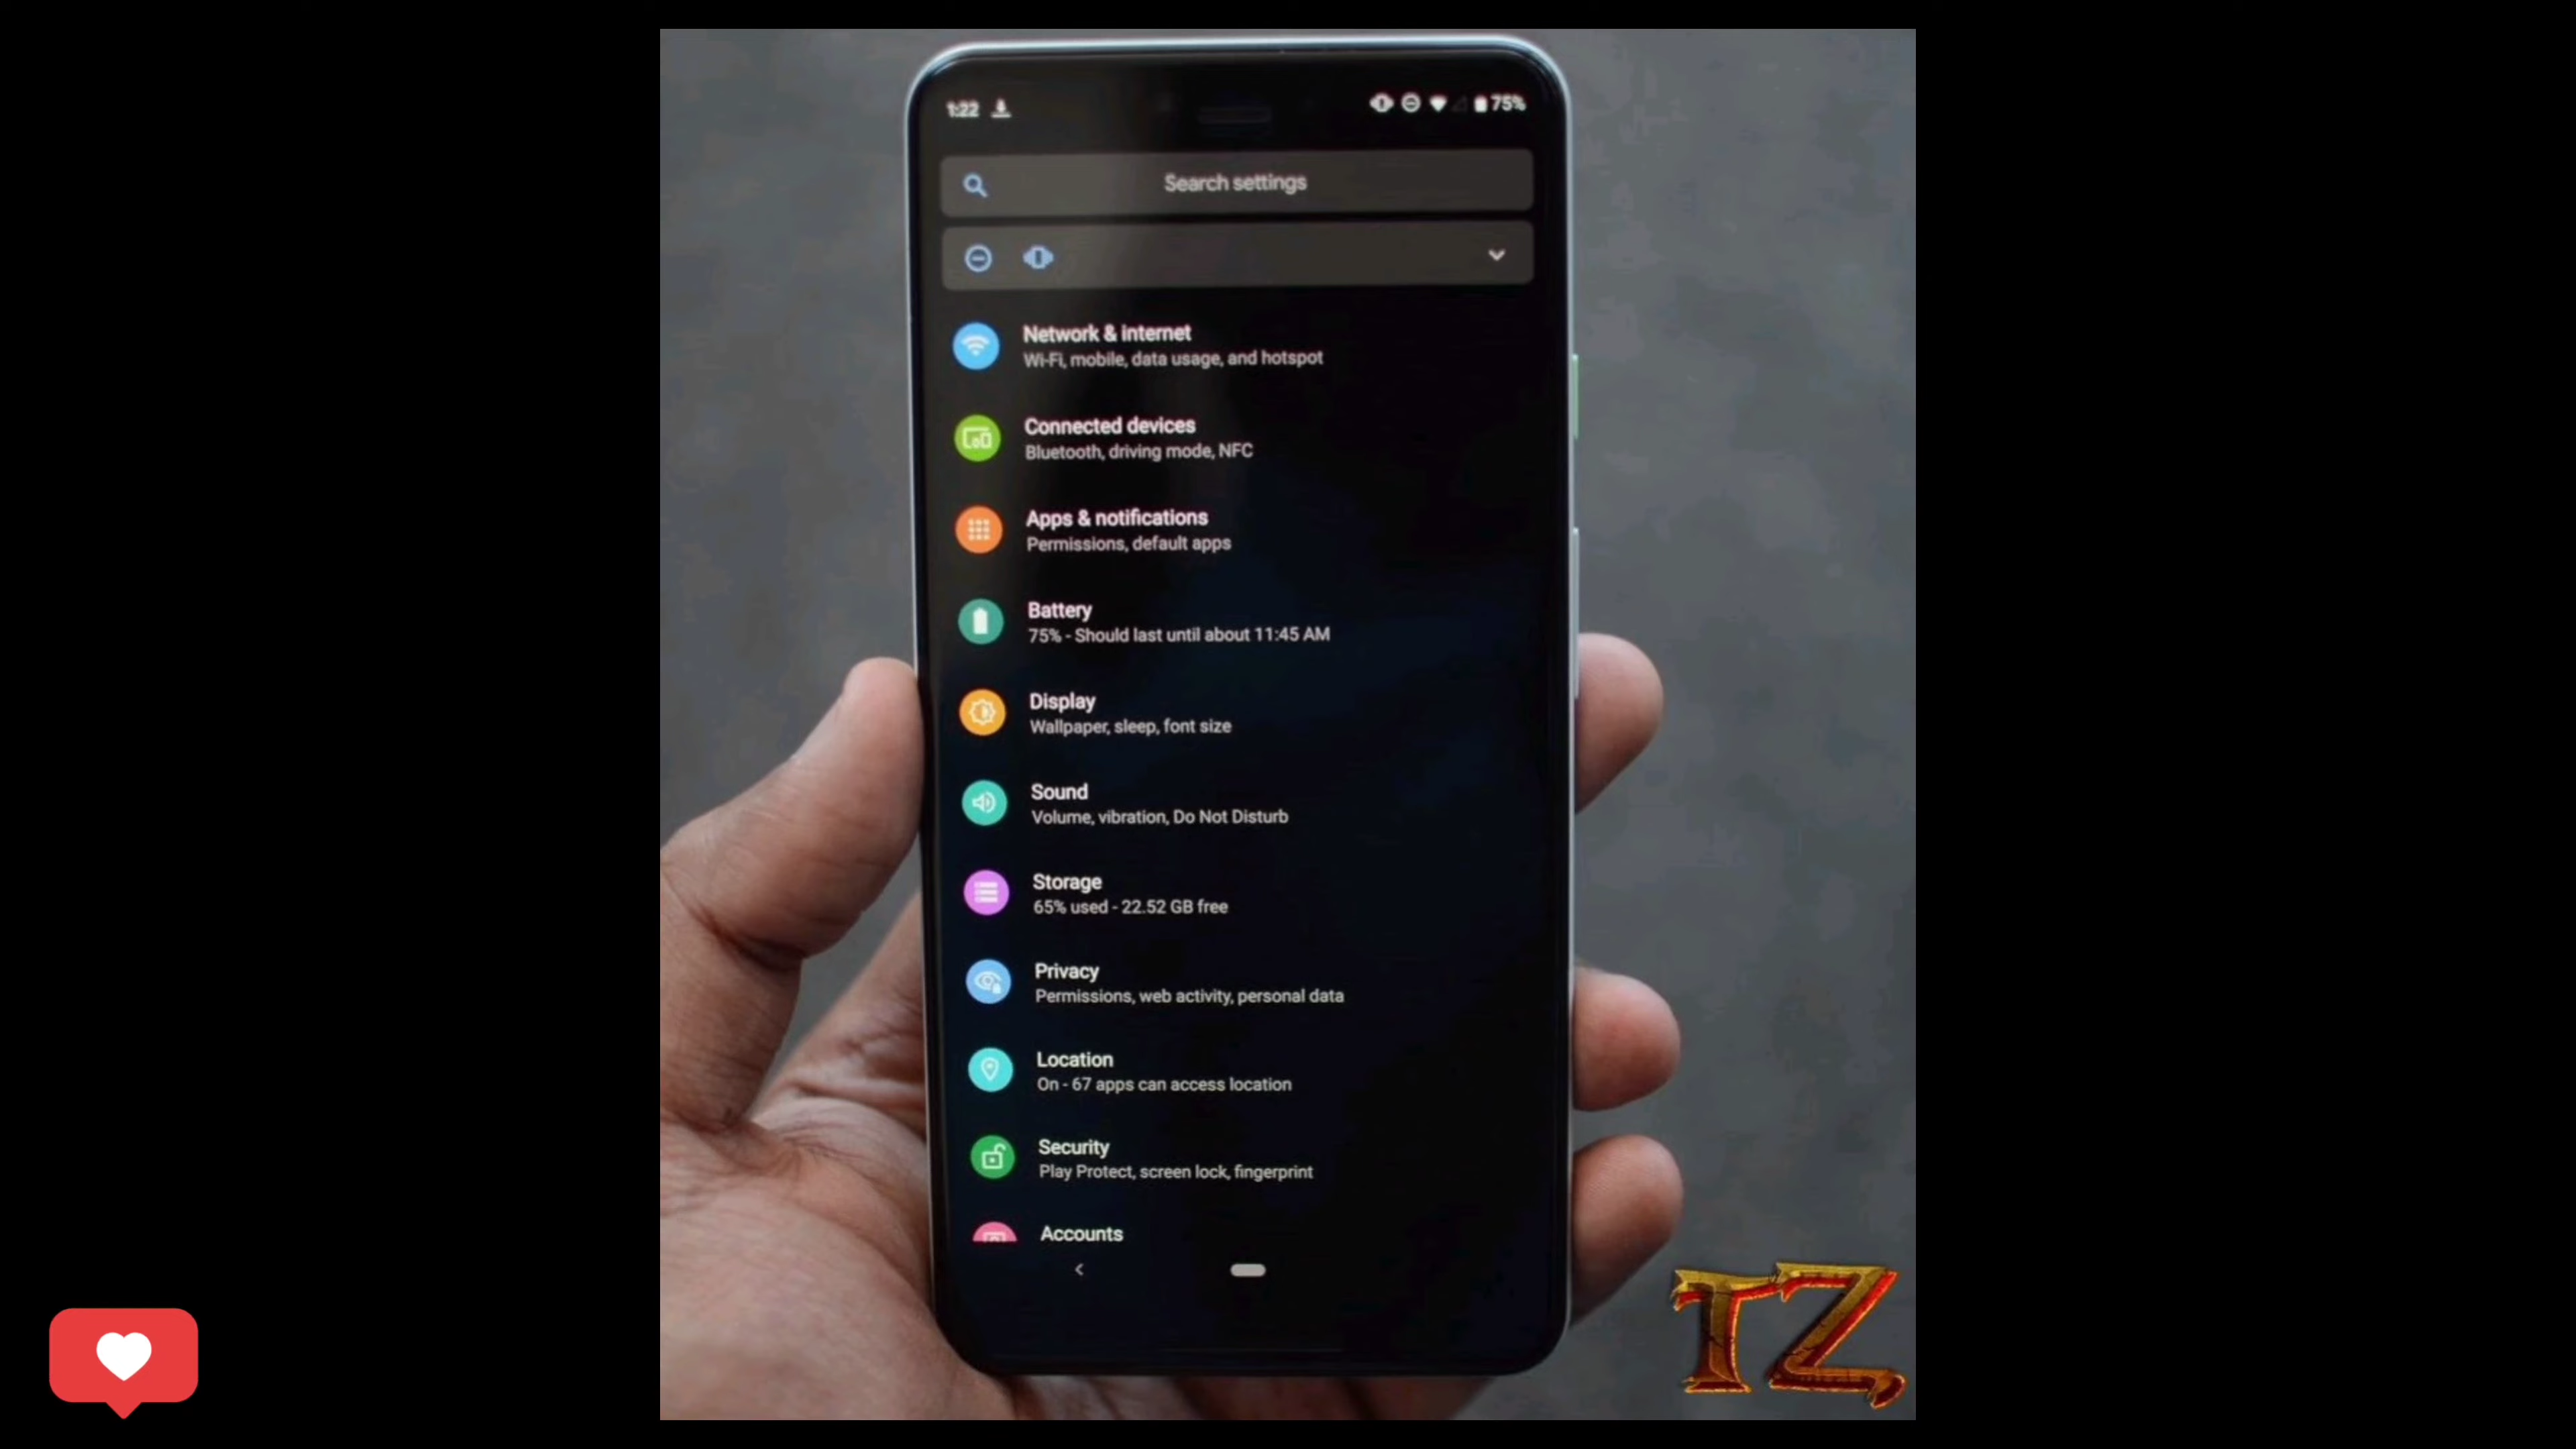 1:22
75%
Search settings
Network & internet
Wi-Fi, mobile, data usage, and hotspot
Connected devices
Bluetooth, driving mode, NFC
Apps & notifications
Permissions, default apps
Battery
75% - Should last until about 11:45 AM
Display
Wallpaper, sleep, font size
Sound
Volume, vibration, Do Not Disturb
Storage
65% used - 22.52 GB free
Privacy
Permissions, web activity, personal data
Location
On - 67 apps can access location
Security
Play Protect, screen lock, fingerprint
Accounts
TZ